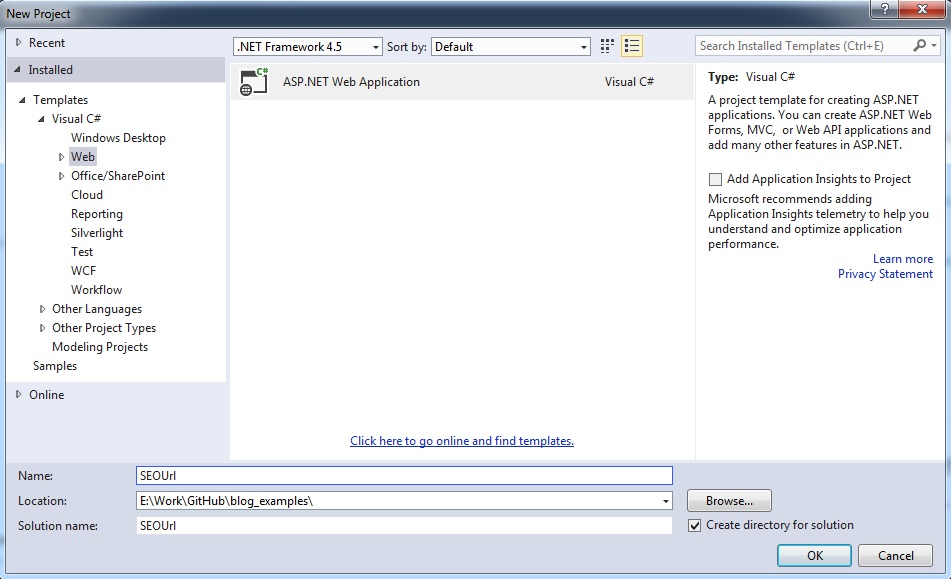 New Project
?
Recent
.NET Framework 4.5
Sort by:
Default
Search Installed Templates (Ctrl+E)
Installed
Templates
Visual C#
Windows Desktop
Web
Office/SharePoint
Cloud
Reporting
Silverlight
Test
WCF
Workflow
Other Languages
Other Project Types
Modeling Projects
Samples
Online
C#
ASP.NET Web Application
Visual C#
Click here to go online and find templates.
Type: Visual C#
A project template for creating ASP.NET
applications. You can create ASP.NET Web
Forms, MVC, or Web API applications and
add many other features in ASP.NET.
Add Application Insights to Project
Microsoft recommends adding
Application Insights telemetry to help you
understand and optimize application
performance.
Learn more
Privacy Statement
Name:
SEOUrl
Location:
E:\Work\GitHub\blog_examples\
Browse...
Solution name:
SEOUrl
Create directory for solution
OK
Cancel